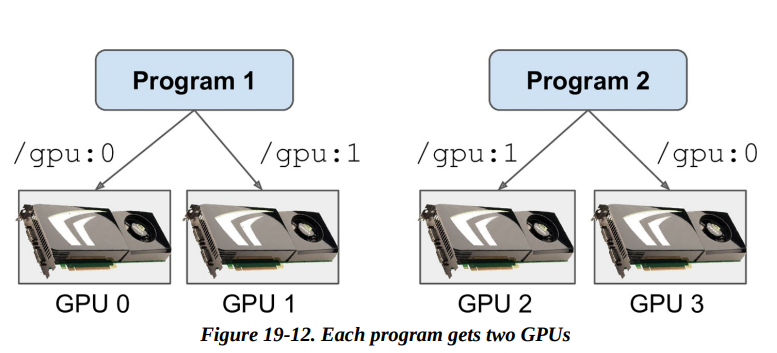 Program 1
Program 2
/gpu:0
/gpu:1
/gpu:1
/gpu:0
GPU 0
GPU 1
GPU 2
GPU 3
Figure 19-12. Each program gets two GPUs